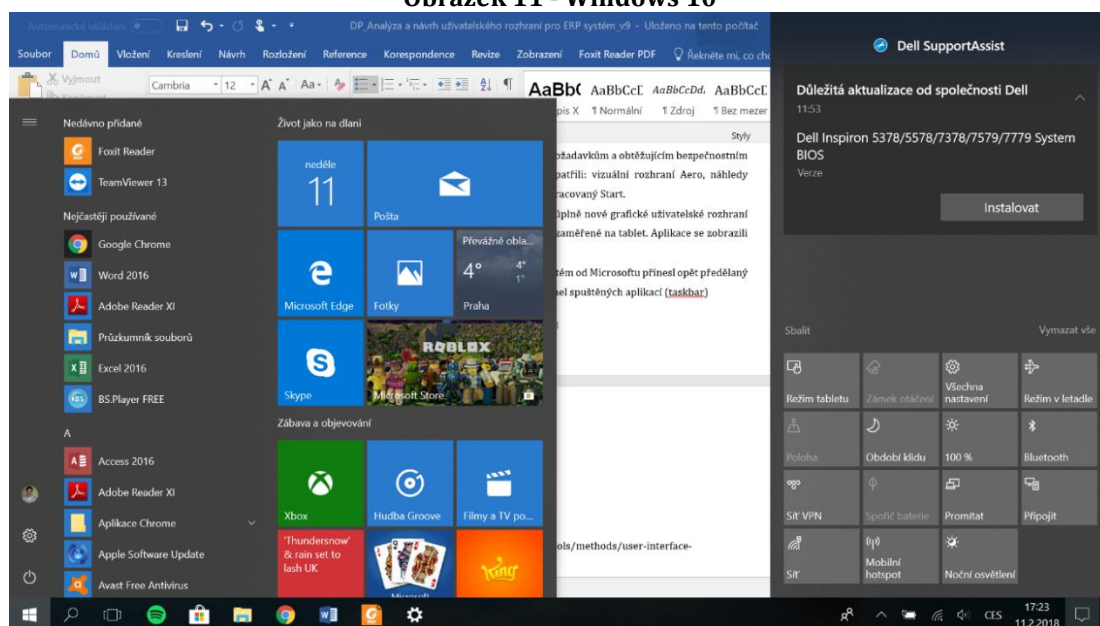 Obrázek 11 - Windows 10
Automatické ukládání
DP_Analýza a návrh uživatelského rozhraní pro ERP systém_v9 - Uloženo na tento počítač
Soubor Domů Vložení Kreslení Návrh Rozložení Reference Korespondence Revize Zobrazení Foxit Reader PDF Řekněte mi, co chc
Vyjmout
Cambria 12
AaBb( AaBbCcI AaBbCcDd. AaBbCcE
pis X ¶ Normální ¶ Zdroj ¶ Bez mezer
Styly
ožadavkům a obtěžujícím bezpečnostním
patřili: vizuální rozhraní Aero, náhledy
racovaný Start.
úplně nové grafické uživatelské rozhraní
zaměřené na tablet. Aplikace se zobrazili
tém od Microsoftu přinesl opět předělaný
nel spuštěných aplikací (taskbar)
ols/methods/user-interface-
Nedávno přidané
Foxit Reader
TeamViewer 13
Nejčastěji používané
Google Chrome
Word 2016
Adobe Reader XI
Průzkumník souborů
Excel 2016
BS.Player FREE
A
Access 2016
Adobe Reader XI
Aplikace Chrome
Apple Software Update
Avast Free Antivirus
Život jako na dlani
neděle
11
Pošta
Microsoft Edge
Fotky
Převážně obla...
4° 4°
1°
Praha
Skype
ROBLOX
Microsoft Store
Zábava a objevování
Xbox
Hudba Groove
Filmy a TV po...
'Thundersnow'
& rain set to
lash UK
Microsoft
King
Dell SupportAssist
Důležitá aktualizace od společnosti Dell
11:53
Dell Inspiron 5378/5578/7378/7579/7779 System
BIOS
Verze
Instalovat
Sbalit Vymazat vše
Režim tabletu
Zámek otáčení
Všechna
nastavení
Režim v letadle
Poloha
Období klidu
100 %
Bluetooth
Síť VPN
Spořič baterie
Promítat
Připojit
Síť
Mobilní
hotspot
Noční osvětlení
CES
17:23
11.2.2018